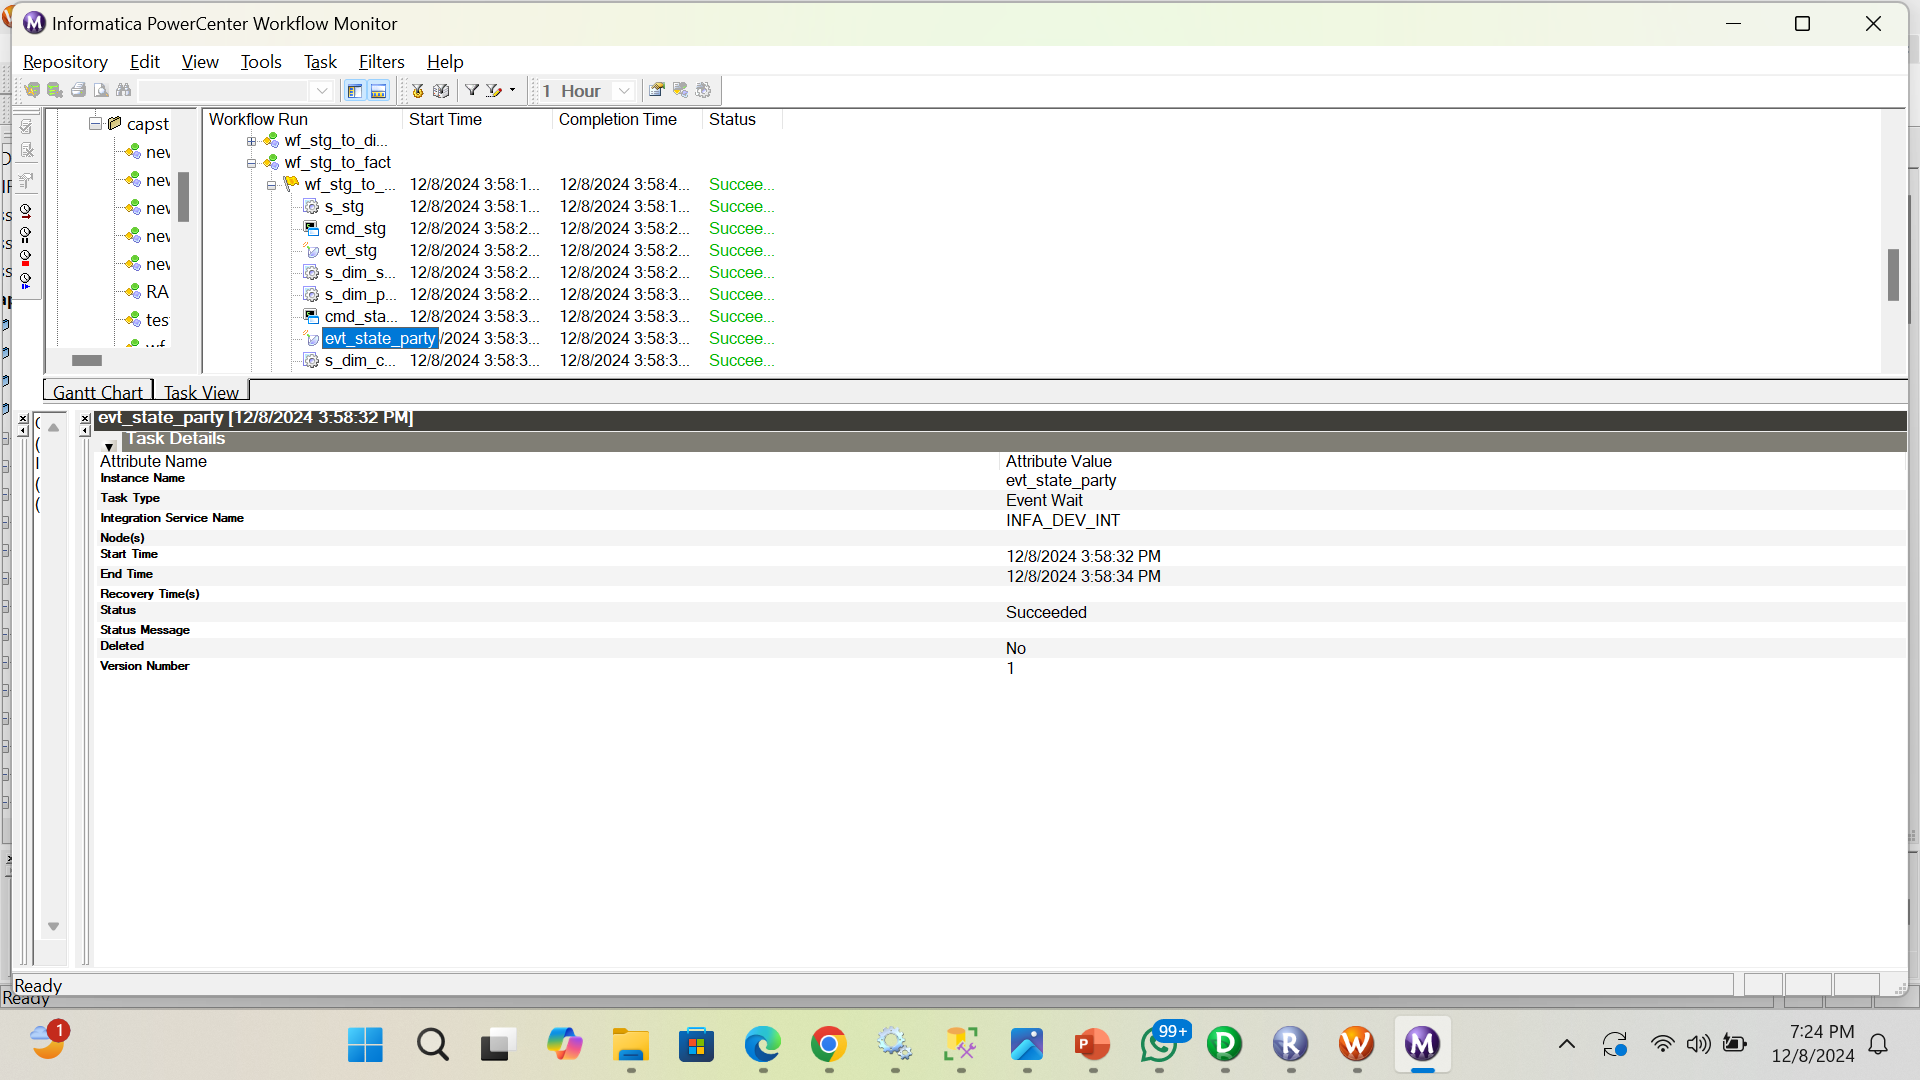 Informatica PowerCenter Workflow Monitor
Repository Edit View Tools Task Filters Help
1 Hour
capst
new
new
new
new
new
RA
tes
wf
Workflow Run Start Time Completion Time Status
wf_stg_to_di...
wf_stg_to_fact
wf_stg_to_... 12/8/2024 3:58:1... 12/8/2024 3:58:4... Succee...
s_stg 12/8/2024 3:58:1... 12/8/2024 3:58:1... Succee...
cmd_stg 12/8/2024 3:58:2... 12/8/2024 3:58:2... Succee...
evt_stg 12/8/2024 3:58:2... 12/8/2024 3:58:2... Succee...
s_dim_s... 12/8/2024 3:58:2... 12/8/2024 3:58:2... Succee...
s_dim_p... 12/8/2024 3:58:2... 12/8/2024 3:58:3... Succee...
cmd_sta... 12/8/2024 3:58:3... 12/8/2024 3:58:3... Succee...
evt_state_party /8/2024 3:58:3... 12/8/2024 3:58:3... Succee...
s_dim_c... 12/8/2024 3:58:3... 12/8/2024 3:58:3... Succee...
Gantt Chart Task View
evt_state_party [12/8/2024 3:58:32 PM]
Task Details
Attribute Name Attribute Value
Instance Name evt_state_party
Task Type Event Wait
Integration Service Name INFA_DEV_INT
Node(s)
Start Time 12/8/2024 3:58:32 PM
End Time 12/8/2024 3:58:34 PM
Recovery Time(s)
Status Succeeded
Status Message
Deleted No
Version Number 1
Ready
Ready
1
99+
7:24 PM
12/8/2024